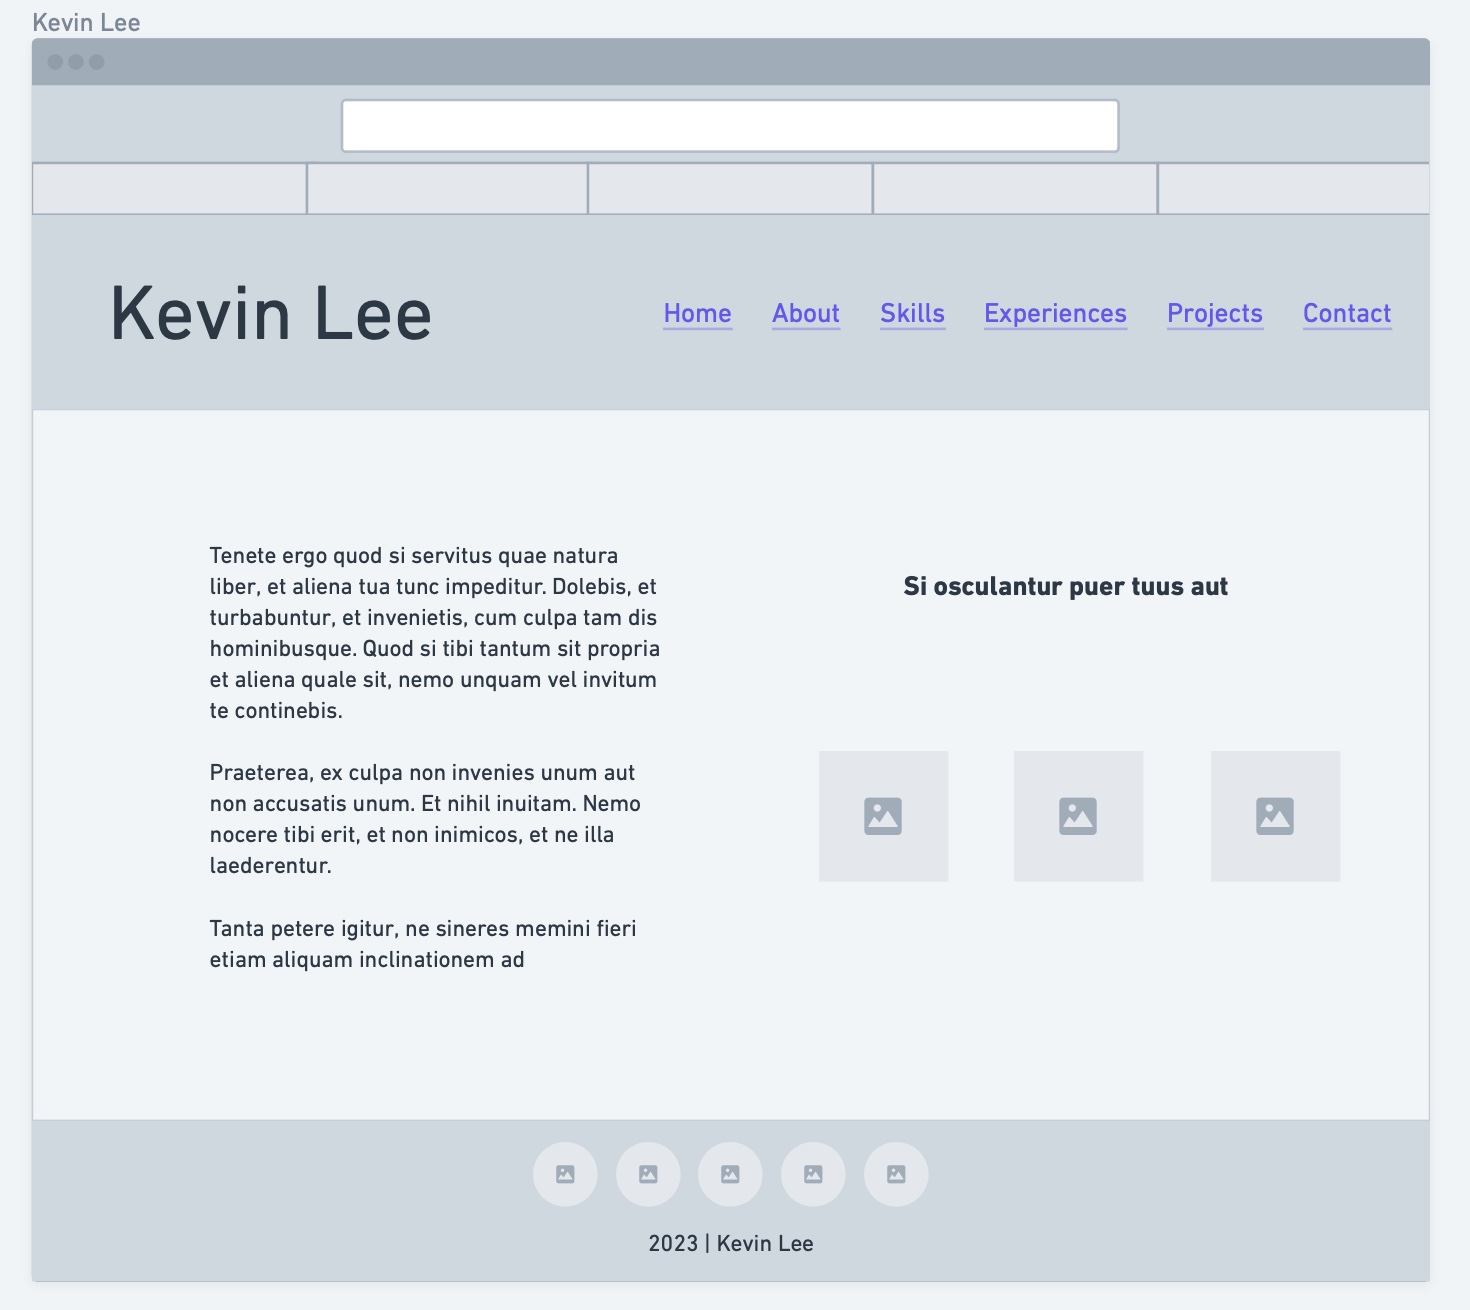 Kevin Lee
Kevin Lee
Home About Skills Experiences Projects Contact
Tenete ergo quod si servitus quae natura
liber, et aliena tua tunc impeditur. Dolebis, et
turbabuntur, et invenietis, cum culpa tam dis
hominibusque. Quod si tibi tantum sit propria
et aliena quale sit, nemo unquam vel invitum
te continebis.
Praeterea, ex culpa non invenies unum aut
non accusatis unum. Et nihil inuitam. Nemo
nocere tibi erit, et non inimicos, et ne illa
laederentur.
Tanta petere igitur, ne sineres memini fieri
etiam aliquam inclinationem ad
Si osculantur puer tuus aut
2023 | Kevin Lee